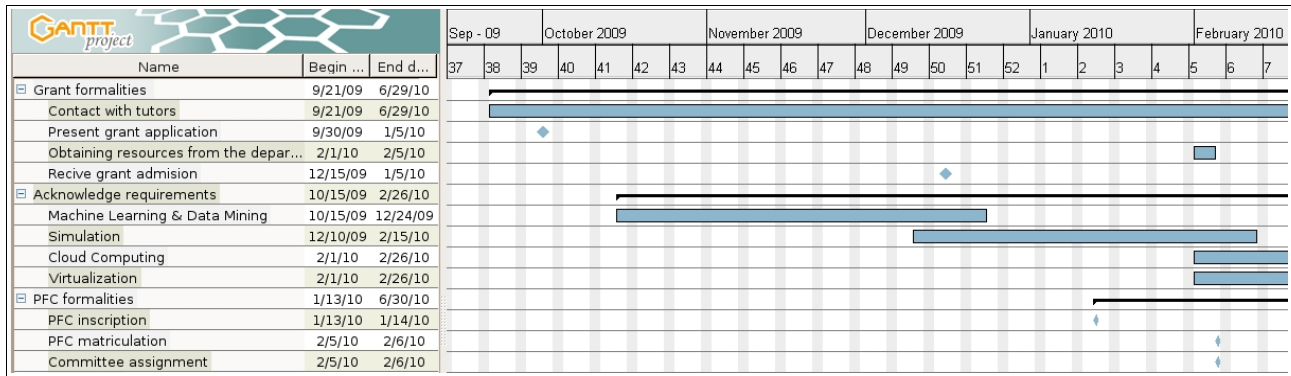 GANTT
project
Sep - 09 October 2009 November 2009 December 2009 January 2010 February 2010
Name Begin ... End d... 37 38 39 40 41 42 43 44 45 46 47 48 49 50 51 52 1 2 3 4 5 6 7
Grant formalities 9/21/09 6/29/10
Contact with tutors 9/21/09 6/29/10
Present grant application 9/30/09 1/5/10
Obtaining resources from the depar... 2/1/10 2/5/10
Recive grant admision 12/15/09 1/5/10
Acknowledge requirements 10/15/09 2/26/10
Machine Learning & Data Mining 10/15/09 12/24/09
Simulation 12/10/09 2/15/10
Cloud Computing 2/1/10 2/26/10
Virtualization 2/1/10 2/26/10
PFC formalities 1/13/10 6/30/10
PFC inscription 1/13/10 1/14/10
PFC matriculation 2/5/10 2/6/10
Committee assignment 2/5/10 2/6/10